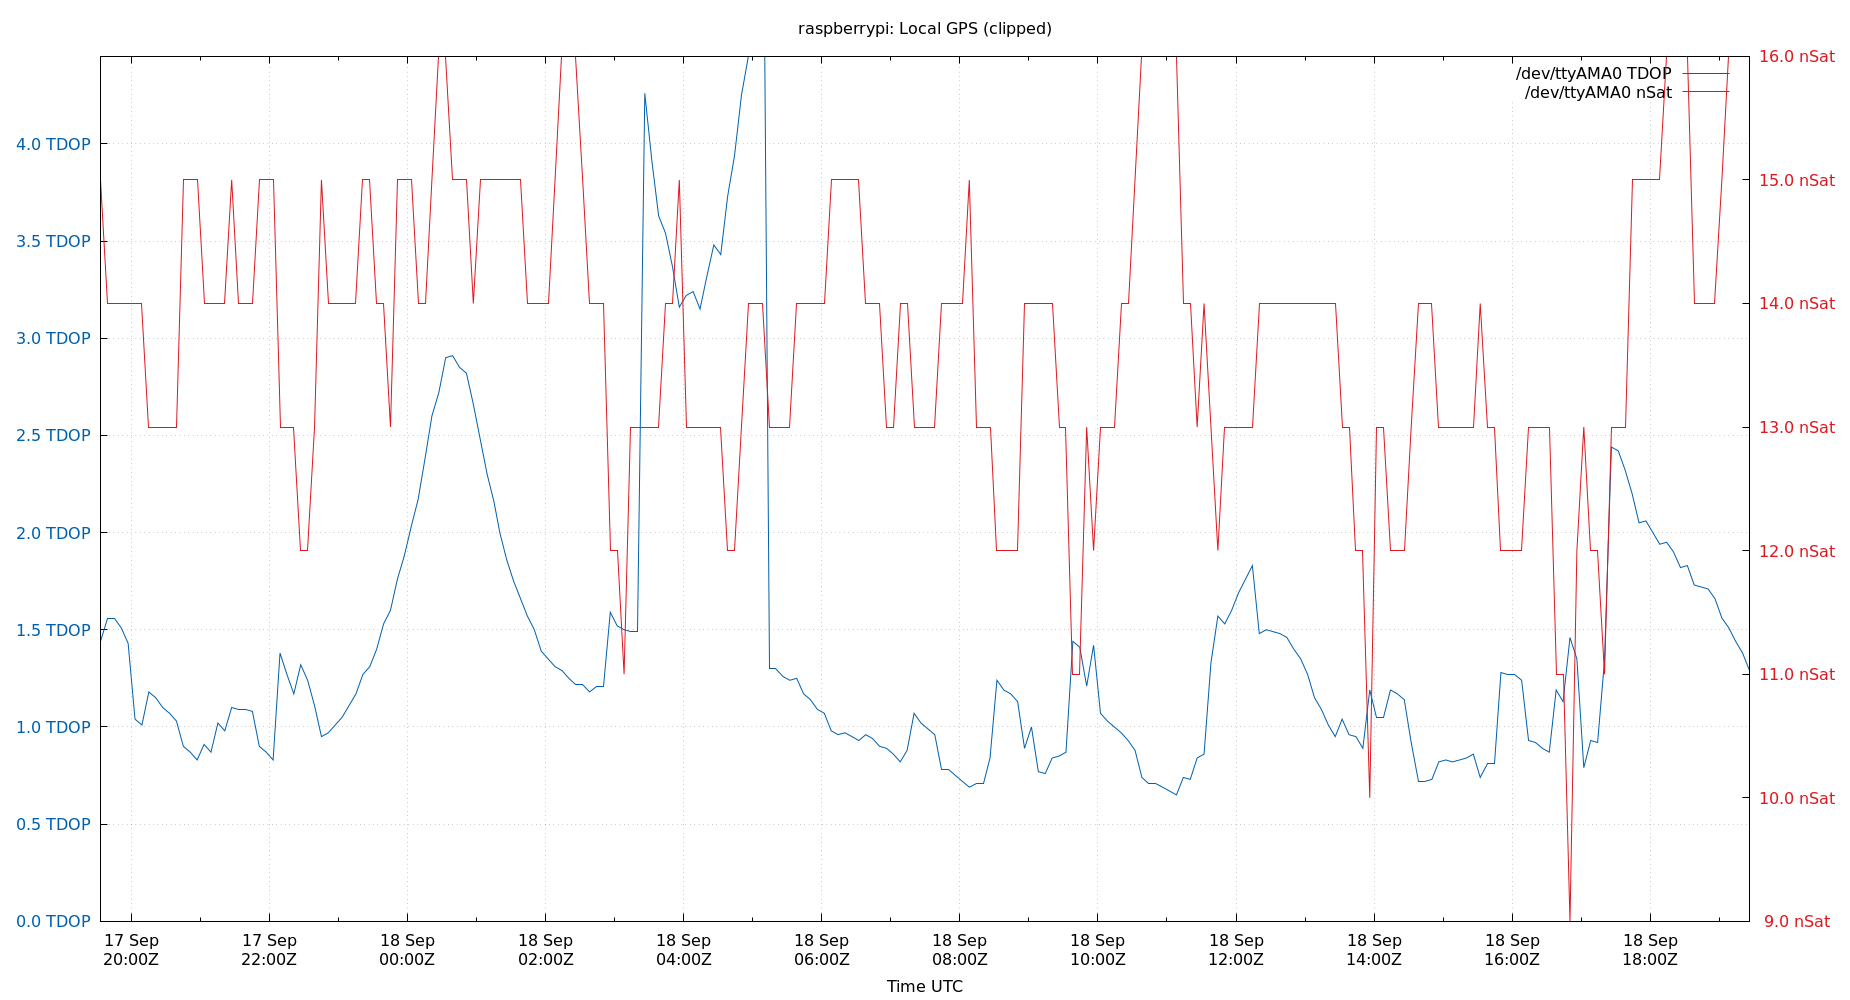 raspberrypi: Local GPS (clipped)
/dev/ttyAMA0 TDOP
/dev/ttyAMA0 nSat
4.0 TDOP
3.5 TDOP
3.0 TDOP
2.5 TDOP
2.0 TDOP
1.5 TDOP
1.0 TDOP
0.5 TDOP
0.0 TDOP
16.0 nSat
15.0 nSat
14.0 nSat
13.0 nSat
12.0 nSat
11.0 nSat
10.0 nSat
9.0 nSat
17 Sep
20:00Z
17 Sep
22:00Z
18 Sep
00:00Z
18 Sep
02:00Z
18 Sep
04:00Z
18 Sep
06:00Z
18 Sep
08:00Z
18 Sep
10:00Z
18 Sep
12:00Z
18 Sep
14:00Z
18 Sep
16:00Z
18 Sep
18:00Z
Time UTC